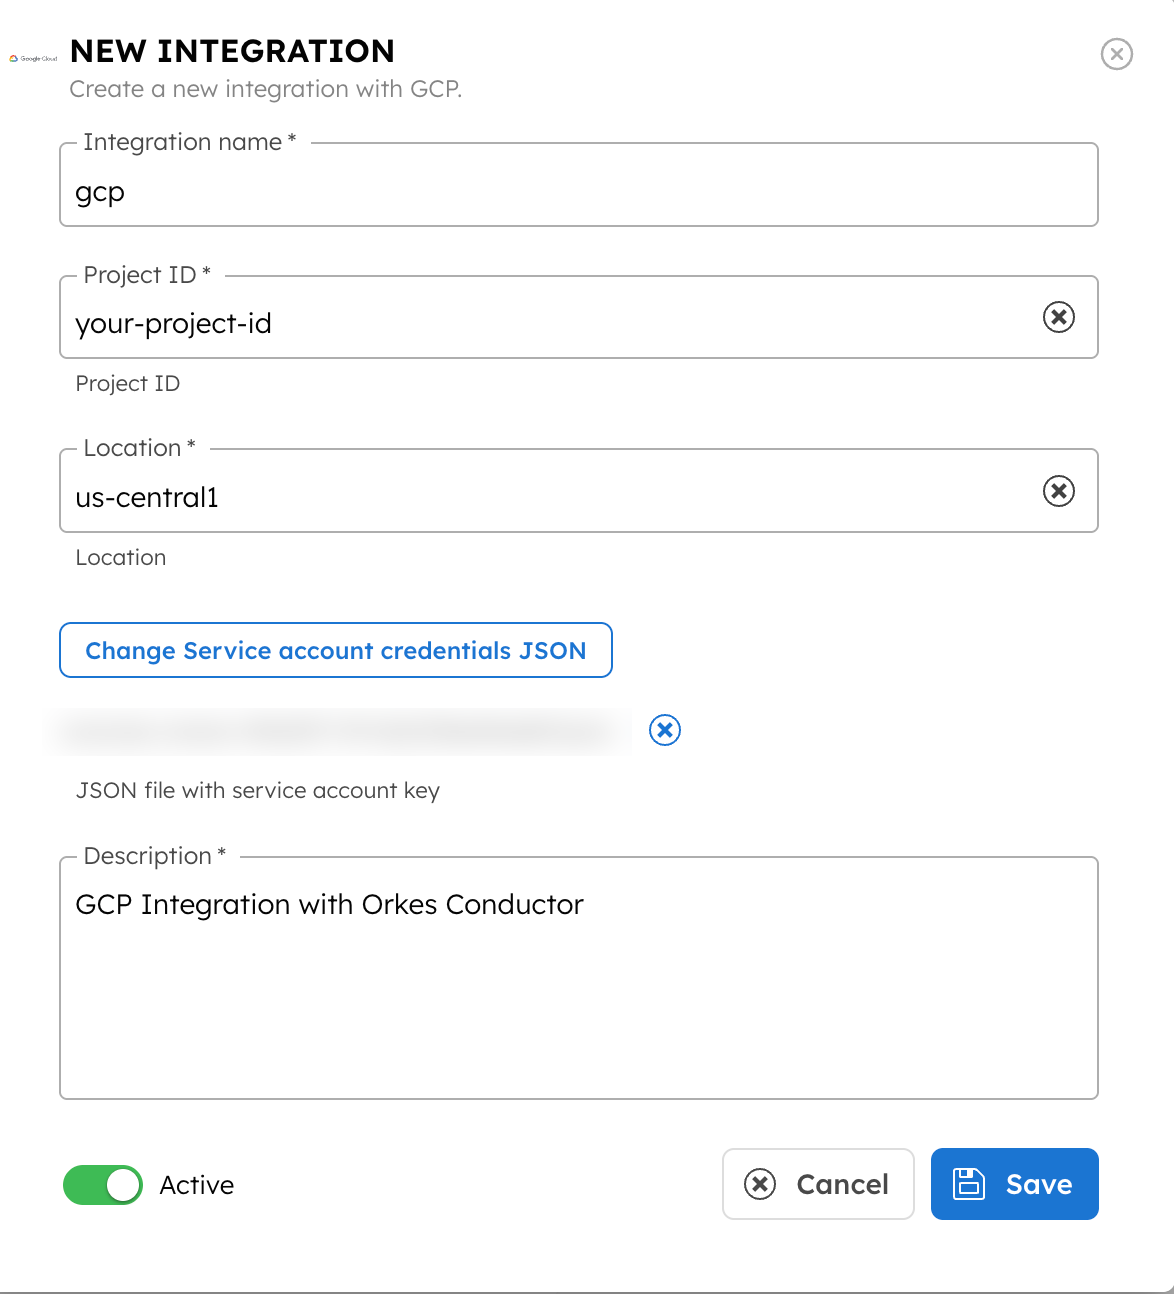 Google Cloud
NEW INTEGRATION
Create a new integration with GCP.
Integration name *
gcp
Project ID *
your-project-id
Project ID
Location *
us-central1
Location
Change Service account credentials JSON
JSON file with service account key
Description *
GCP Integration with Orkes Conductor
Active
Cancel
Save